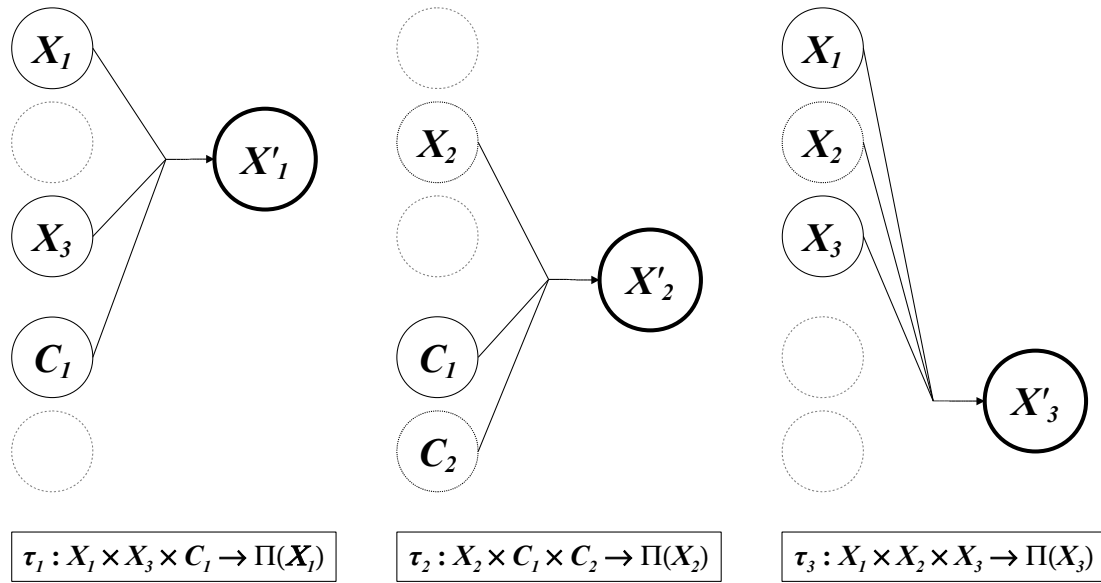 X₁
X₃
C₁
X'₁
τ₁ : X₁ × X₃ × C₁ → Π(X₁)
X₂
C₁
C₂
X'₂
τ₂ : X₂ × C₁ × C₂ → Π(X₂)
X₁
X₂
X₃
X'₃
τ₃ : X₁ × X₂ × X₃ → Π(X₃)